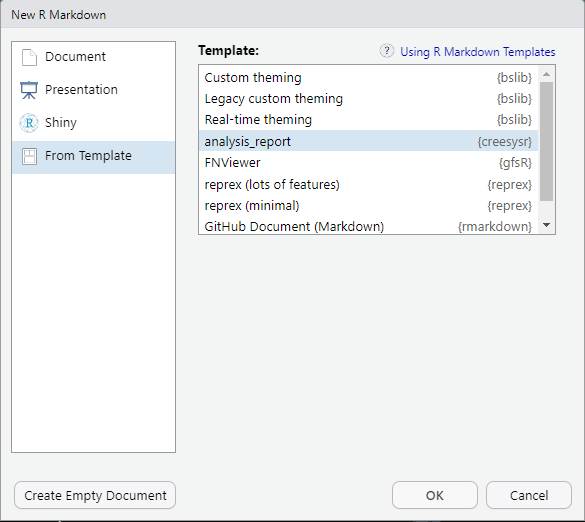 New R Markdown
Document
Presentation
Shiny
From Template
Template:
? Using R Markdown Templates
Custom theming {bslib}
Legacy custom theming {bslib}
Real-time theming {bslib}
analysis_report {creesysr}
FNViewer {gfsR}
reprex (lots of features) {reprex}
reprex (minimal) {reprex}
GitHub Document (Markdown) {rmarkdown}
Create Empty Document
OK
Cancel